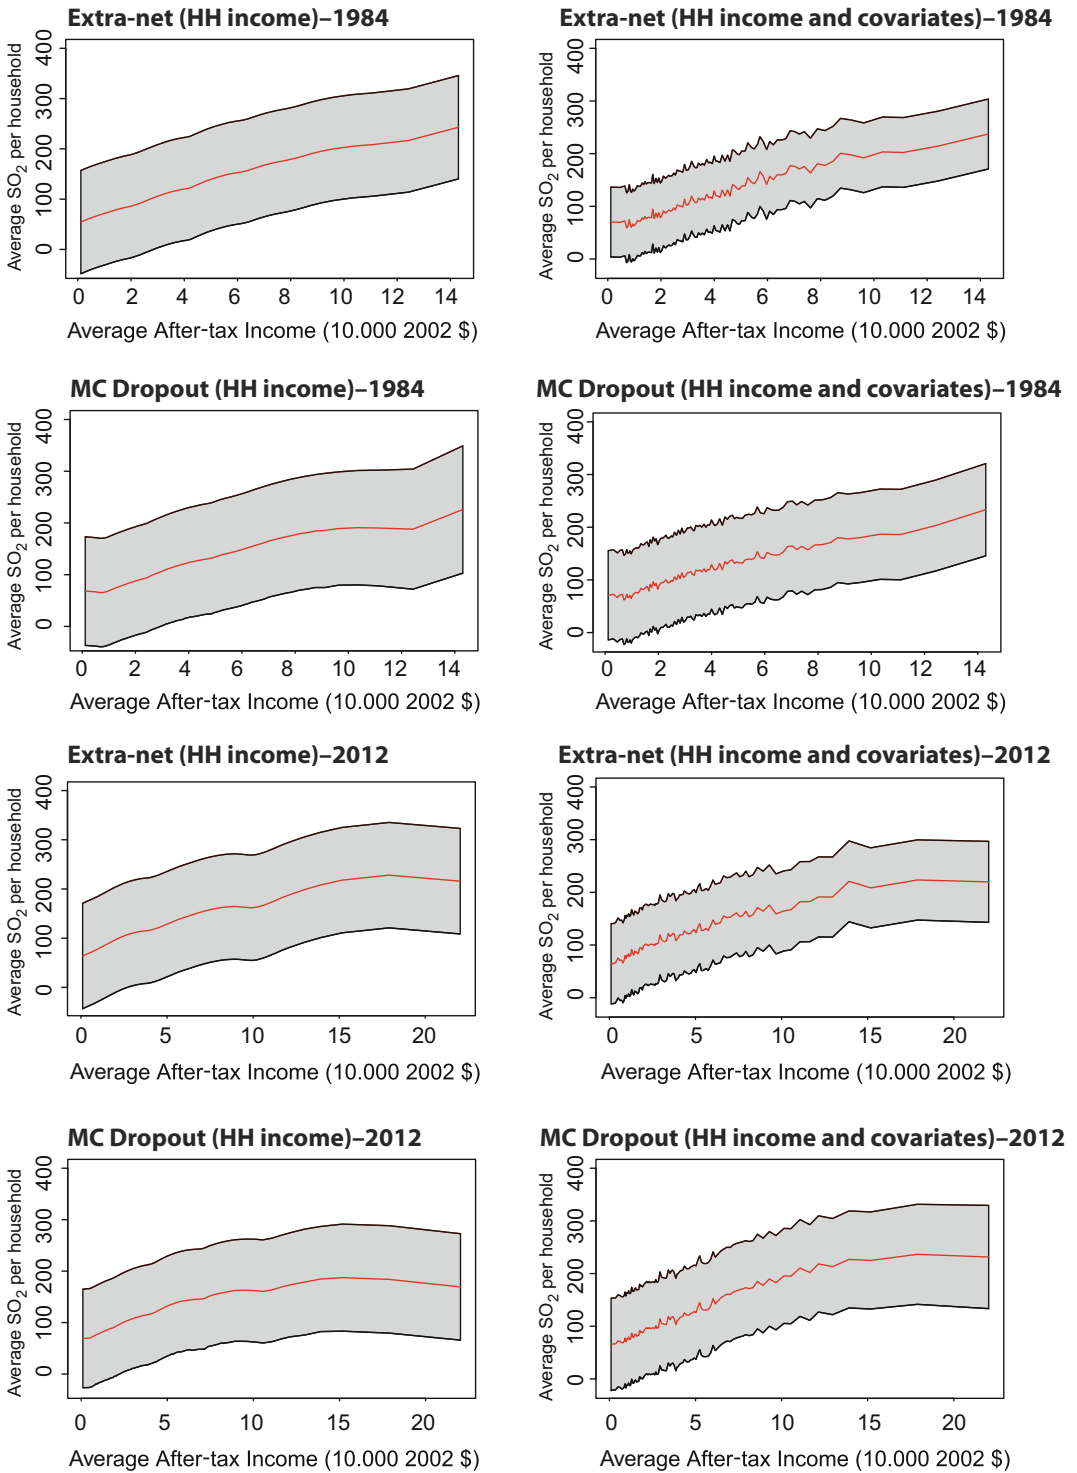 Extra-net (HH income)–1984
Average SO2 per household
400
300
200
100
0
0 2 4 6 8 10 12 14
Average After-tax Income (10.000 2002 $)
Extra-net (HH income and covariates)–1984
Average SO2 per household
400
300
200
100
0
0 2 4 6 8 10 12 14
Average After-tax Income (10.000 2002 $)
MC Dropout (HH income)–1984
Average SO2 per household
400
300
200
100
0
0 2 4 6 8 10 12 14
Average After-tax Income (10.000 2002 $)
MC Dropout (HH income and covariates)–1984
Average SO2 per household
400
300
200
100
0
0 2 4 6 8 10 12 14
Average After-tax Income (10.000 2002 $)
Extra-net (HH income)–2012
Average SO2 per household
400
300
200
100
0
0 5 10 15 20
Average After-tax Income (10.000 2002 $)
Extra-net (HH income and covariates)–2012
Average SO2 per household
400
300
200
100
0
0 5 10 15 20
Average After-tax Income (10.000 2002 $)
MC Dropout (HH income)–2012
Average SO2 per household
400
300
200
100
0
0 5 10 15 20
Average After-tax Income (10.000 2002 $)
MC Dropout (HH income and covariates)–2012
Average SO2 per household
400
300
200
100
0
0 5 10 15 20
Average After-tax Income (10.000 2002 $)